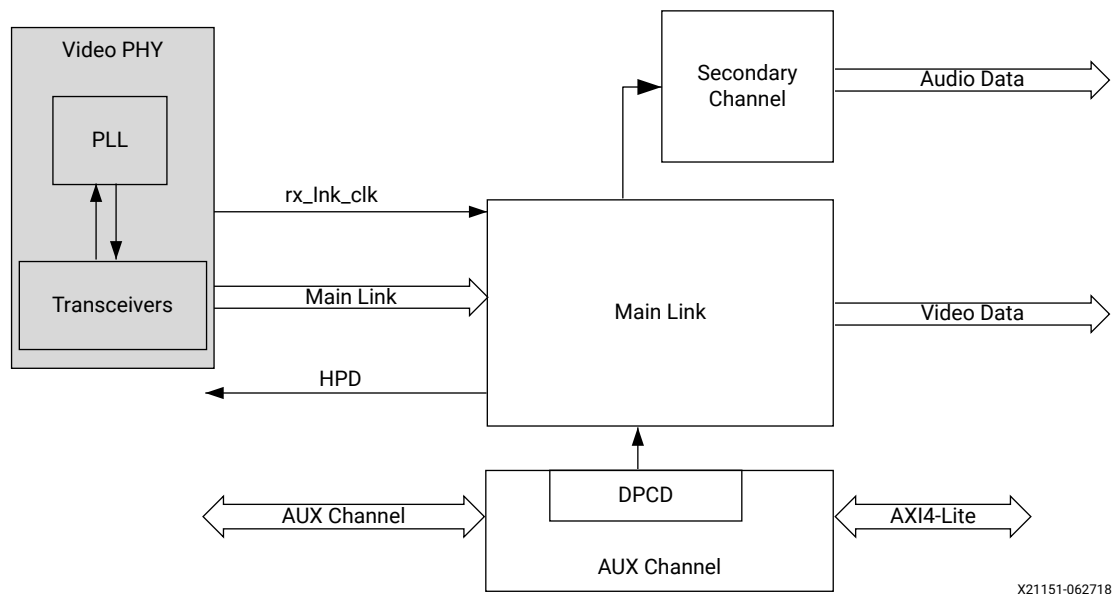 Video PHY
PLL
Transceivers
rx_lnk_clk
Main Link
HPD
Secondary
Channel
Audio Data
Main Link
Video Data
DPCD
AUX Channel
AUX Channel
AXI4-Lite
X21151-062718